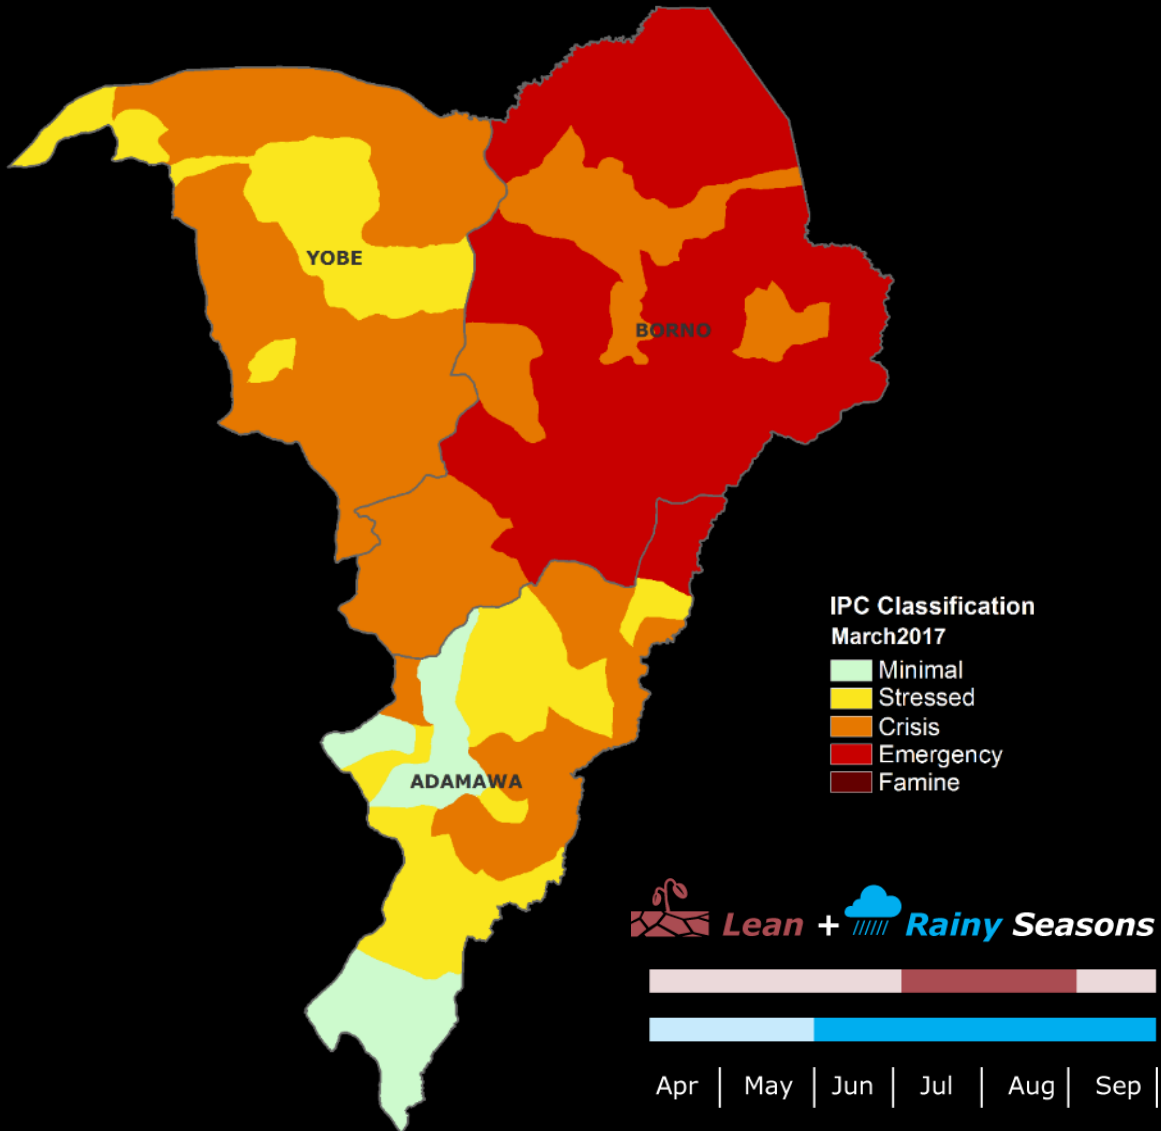 YOBE
BORNO
ADAMAWA
IPC Classification
March2017
Minimal
Stressed
Crisis
Emergency
Famine
Lean + Rainy Seasons
Apr | May | Jun | Jul | Aug | Sep |